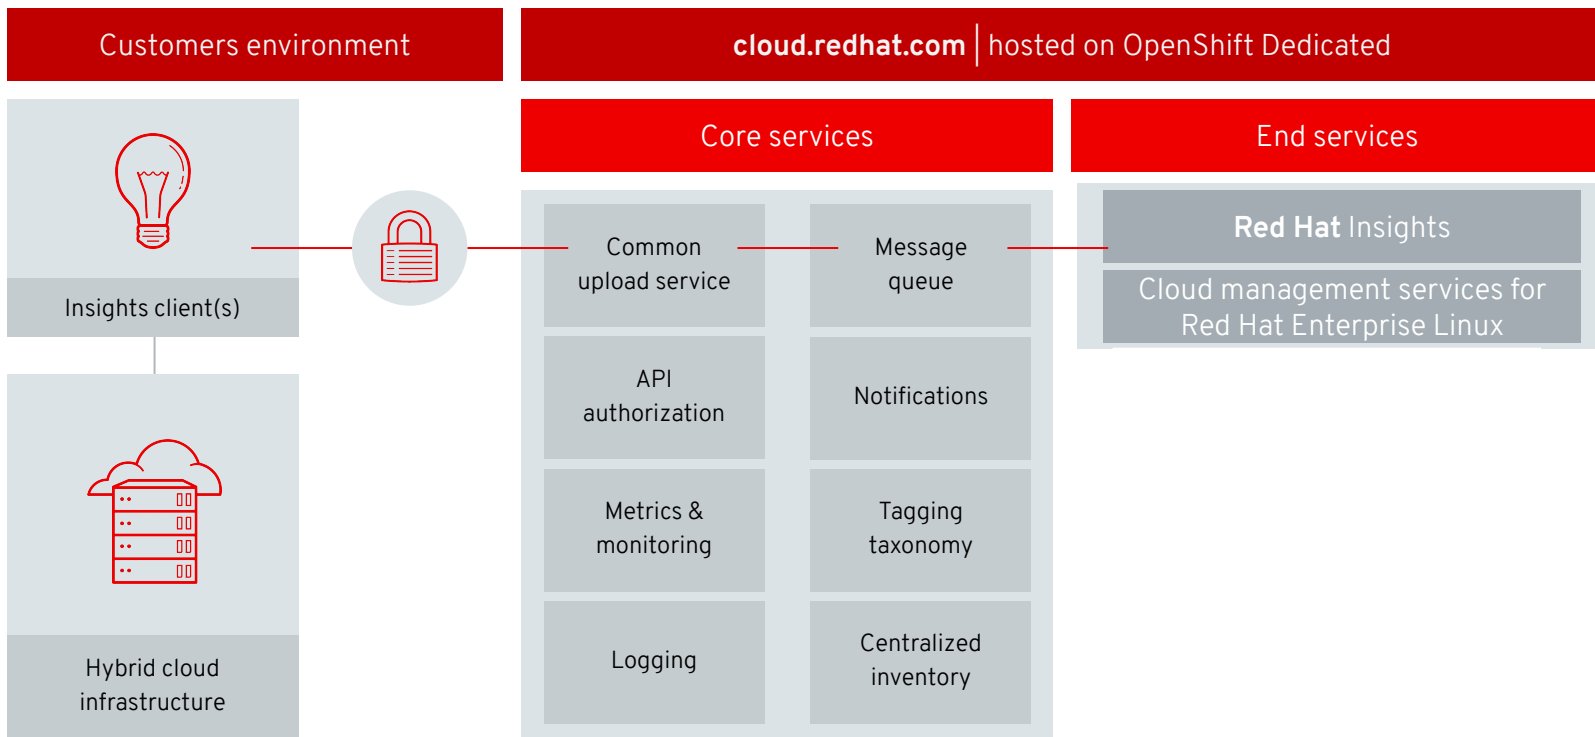 Customers environment
cloud.redhat.com | hosted on OpenShift Dedicated
Core services
End services
Insights client(s)
Hybrid cloud
infrastructure
Common
upload service
Message
queue
API
authorization
Notifications
Metrics &
monitoring
Tagging
taxonomy
Logging
Centralized
inventory
Red Hat Insights
Cloud management services for
Red Hat Enterprise Linux